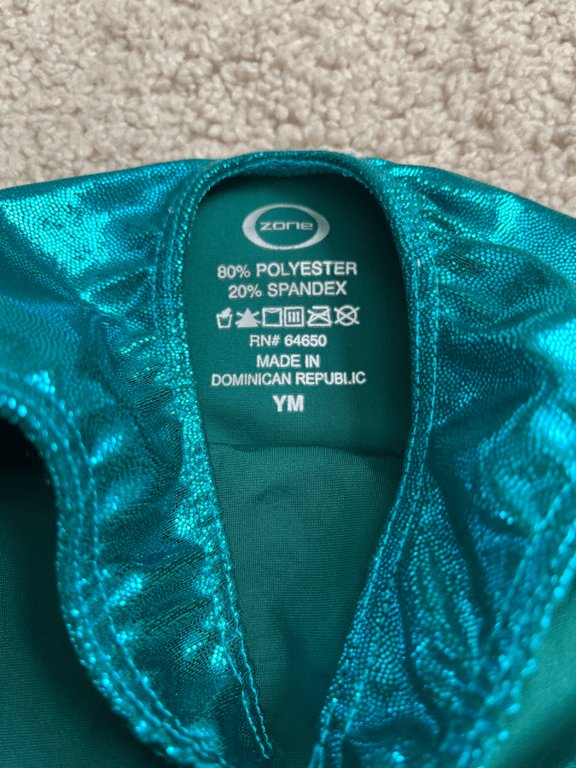 zone
80% POLYESTER
20% SPANDEX
RN# 64650
MADE IN
DOMINICAN REPUBLIC
YM